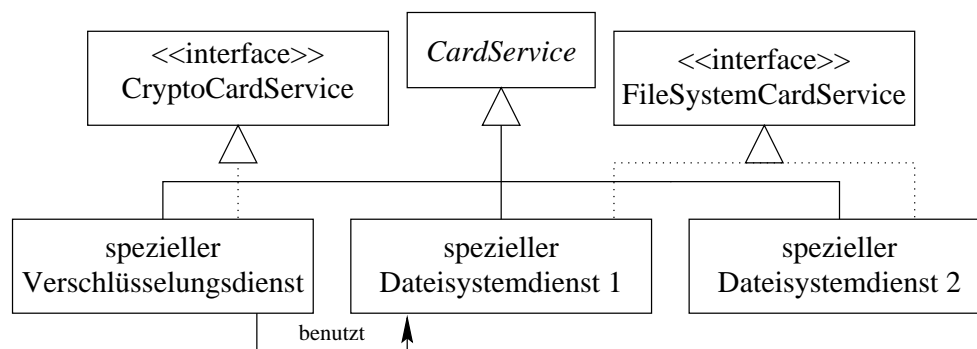 <<interface>>
CryptoCardService
CardService
<<interface>>
FileSystemCardService
spezieller
Verschlüsselungsdienst
spezieller
Dateisystemdienst 1
spezieller
Dateisystemdienst 2
benutzt